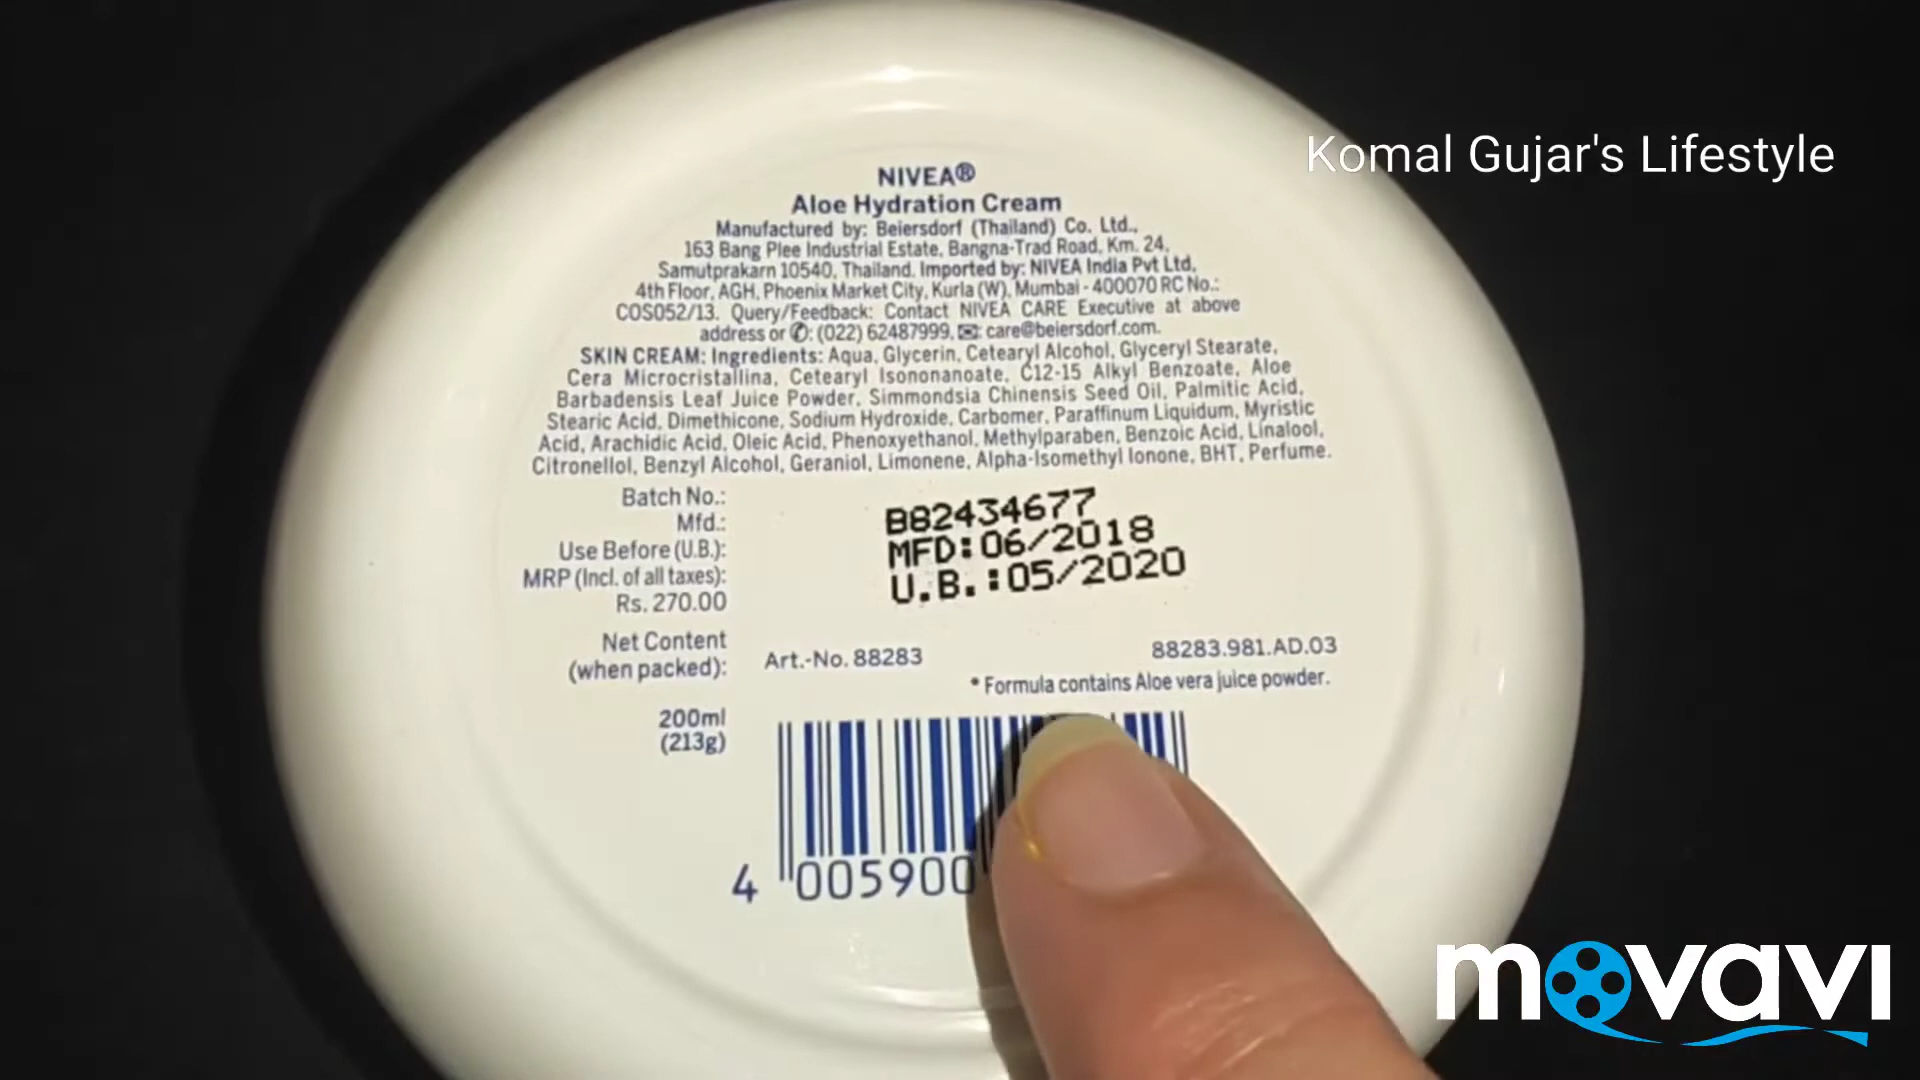 Komal Gujar's Lifestyle
NIVEA®
Aloe Hydration Cream
Manufactured by: Beiersdorf (Thailand) Co. Ltd.,
163 Bang Plee Industrial Estate, Bangna-Trad Road, Km. 24,
Samutprakarn 10540, Thailand. Imported by: NIVEA India Pvt Ltd,
4th Floor, AGH, Phoenix Market City, Kurla (W), Mumbai - 400070 RC No.:
COS052/13. Query/Feedback: Contact NIVEA CARE Executive at above
address or ✆: (022) 62487999, ✉: care@beiersdorf.com.
SKIN CREAM: Ingredients: Aqua, Glycerin, Cetearyl Alcohol, Glyceryl Stearate,
Cera Microcristallina, Cetearyl Isononanoate, C12-15 Alkyl Benzoate, Aloe
Barbadensis Leaf Juice Powder, Simmondsia Chinensis Seed Oil, Palmitic Acid,
Stearic Acid, Dimethicone, Sodium Hydroxide, Carbomer, Paraffinum Liquidum, Myristic
Acid, Arachidic Acid, Oleic Acid, Phenoxyethanol, Methylparaben, Benzoic Acid, Linalool,
Citronellol, Benzyl Alcohol, Geraniol, Limonene, Alpha-Isomethyl Ionone, BHT, Perfume.
Batch No.: B82434677
Mfd.: MFD:06/2018
Use Before (U.B.): U.B.:05/2020
MRP (Incl. of all taxes):
Rs. 270.00
Net Content
(when packed):
200ml
(213g)
Art.-No. 88283
88283.981.AD.03
* Formula contains Aloe vera juice powder.
4 005900
movavi